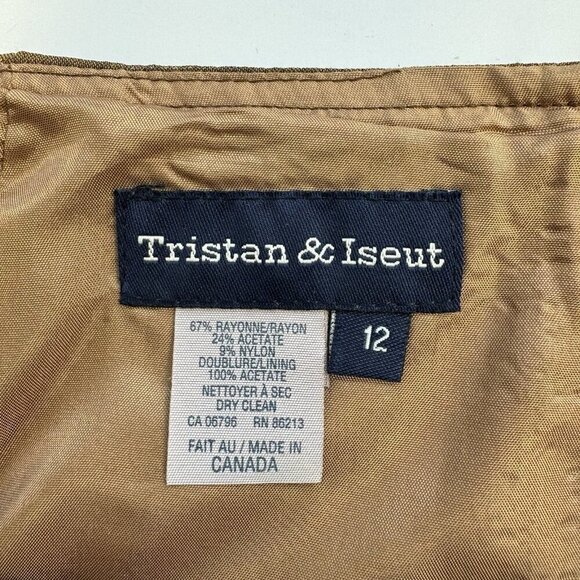 Tristan & Iseut
12
67% RAYONNE/RAYON
24% ACETATE
9% NYLON
DOUBLURE/LINING
100% ACETATE
NETTOYER À SEC
DRY CLEAN
CA 06796 RN 86213
FAIT AU / MADE IN
CANADA